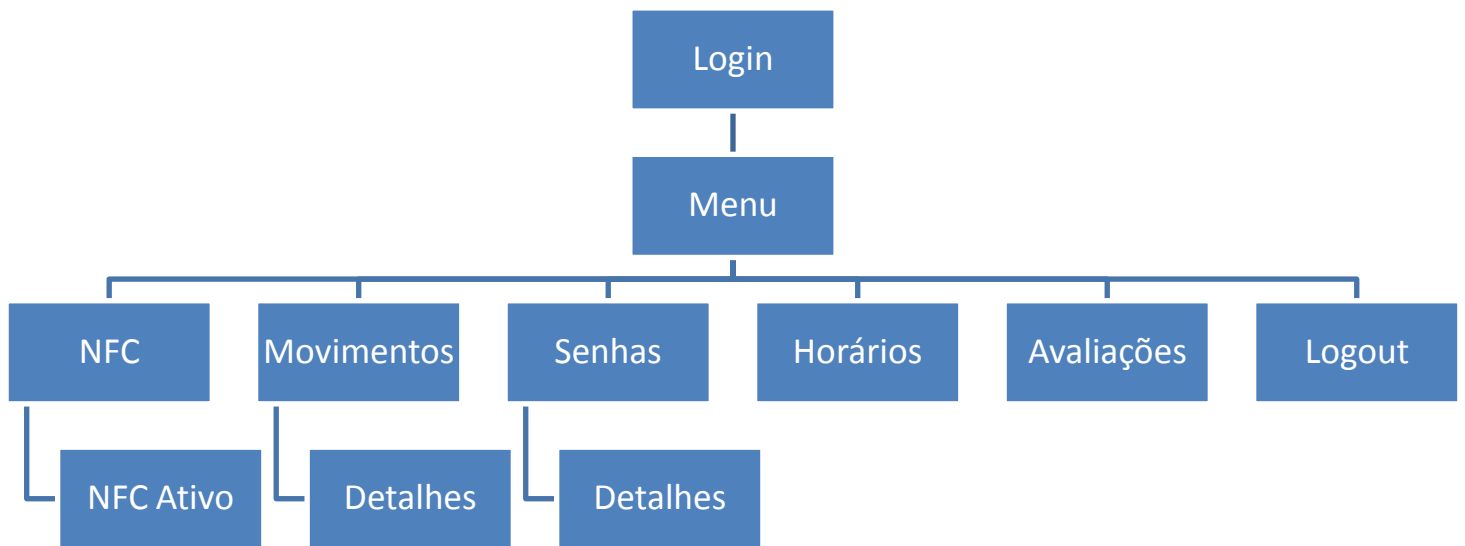 Login
Menu
NFC
Movimentos
Senhas
Horários
Avaliações
Logout
NFC Ativo
Detalhes
Detalhes